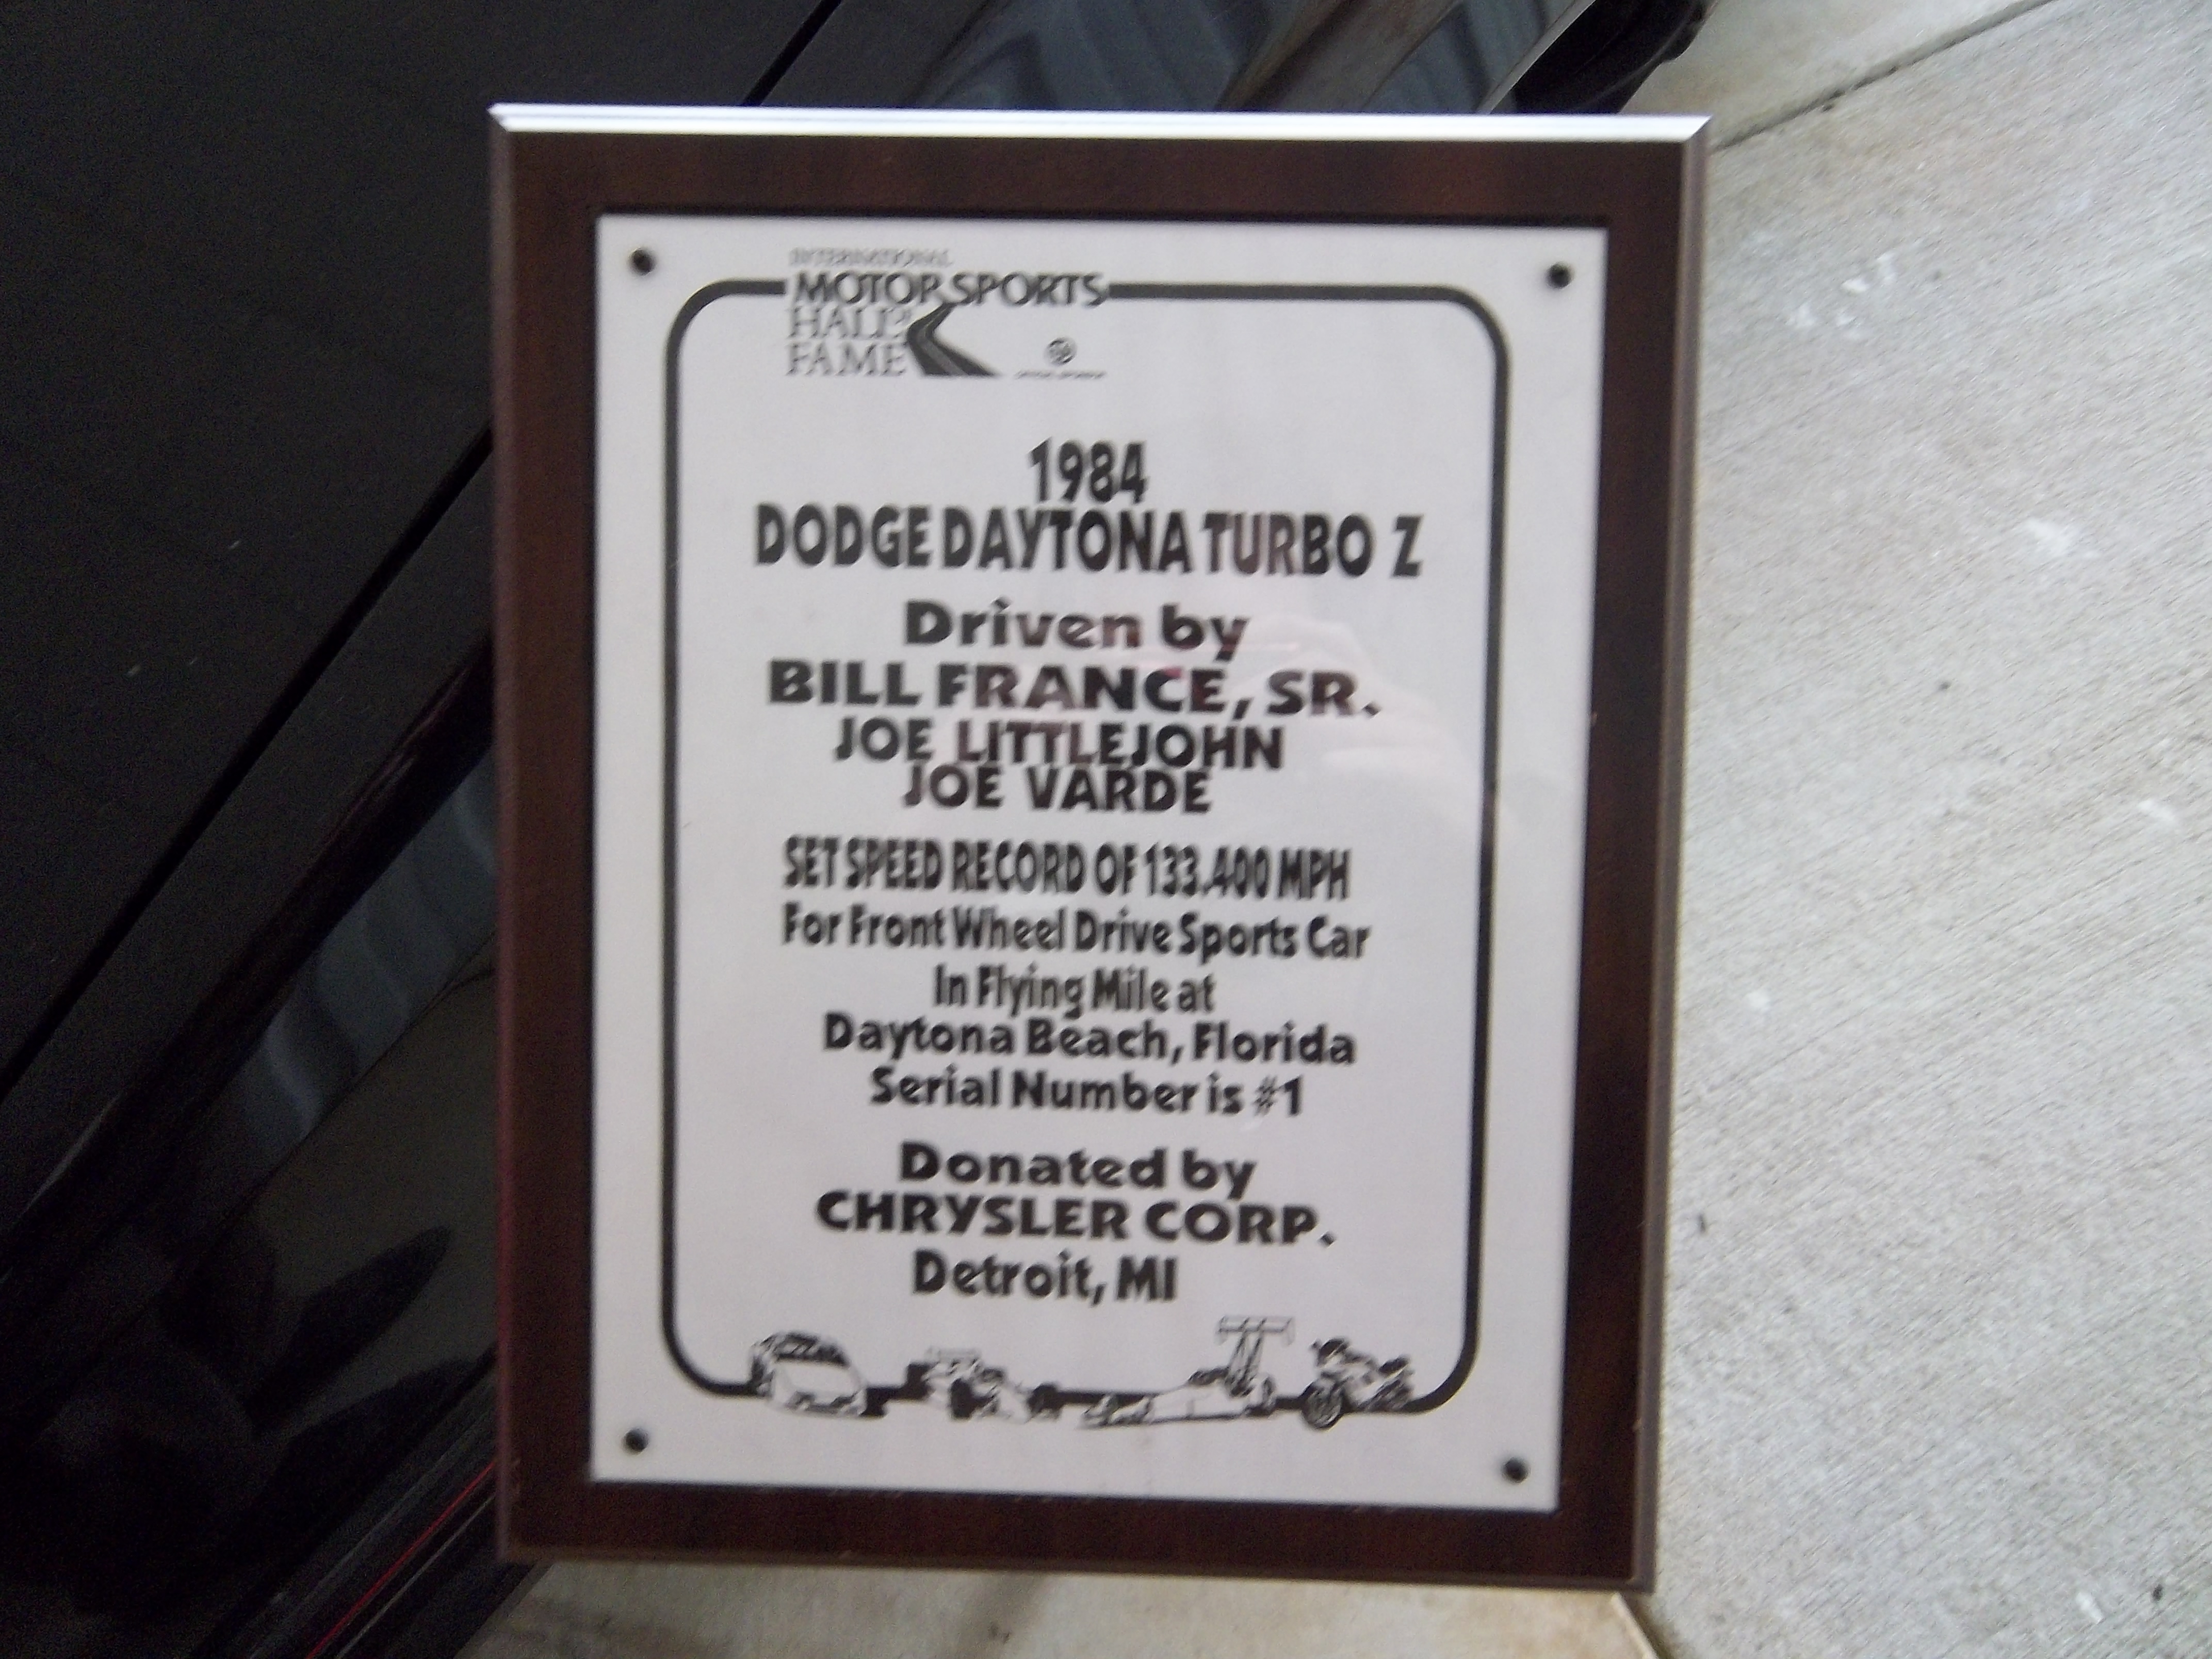 INTERNATIONAL
MOTORSPORTS
HALL OF
FAME
1984
DODGE DAYTONA TURBO Z
Driven by
BILL FRANCE, SR.
JOE LITTLEJOHN
JOE VARDE
SET SPEED RECORD OF 133.400 MPH
For Front Wheel Drive Sports Car
In Flying Mile at
Daytona Beach, Florida
Serial Number is #1
Donated by
CHRYSLER CORP.
Detroit, MI